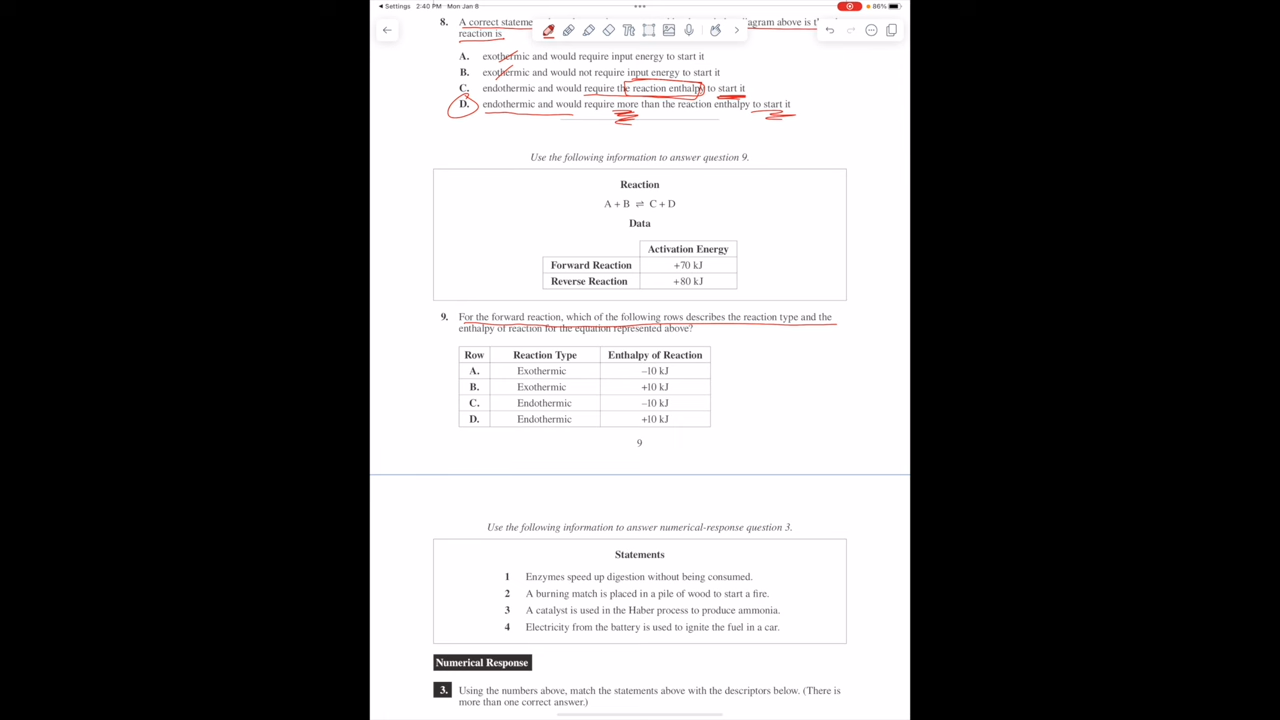 Settings 2:40 PM Mon Jan 8 86%
8. A correct agram above is
reaction is
A. exothermic and would require input energy to start it
B. exothermic and would not require input energy to start it
C. endothermic and would require the reaction enthalpy to start it
D. endothermic and would require more than the reaction enthalpy to start it
Use the following information to answer question 9.
Reaction
A + B ⇌ C + D
Data
Activation Energy
Forward Reaction +70 kJ
Reverse Reaction +80 kJ
9. For the forward reaction, which of the following rows describes the reaction type and the
enthalpy of reaction for the equation represented above?
Row Reaction Type Enthalpy of Reaction
A. Exothermic –10 kJ
B. Exothermic +10 kJ
C. Endothermic –10 kJ
D. Endothermic +10 kJ
9
Use the following information to answer numerical-response question 3.
Statements
1 Enzymes speed up digestion without being consumed.
2 A burning match is placed in a pile of wood to start a fire.
3 A catalyst is used in the Haber process to produce ammonia.
4 Electricity from the battery is used to ignite the fuel in a car.
Numerical Response
3. Using the numbers above, match the statements above with the descriptors below. (There is
more than one correct answer.)